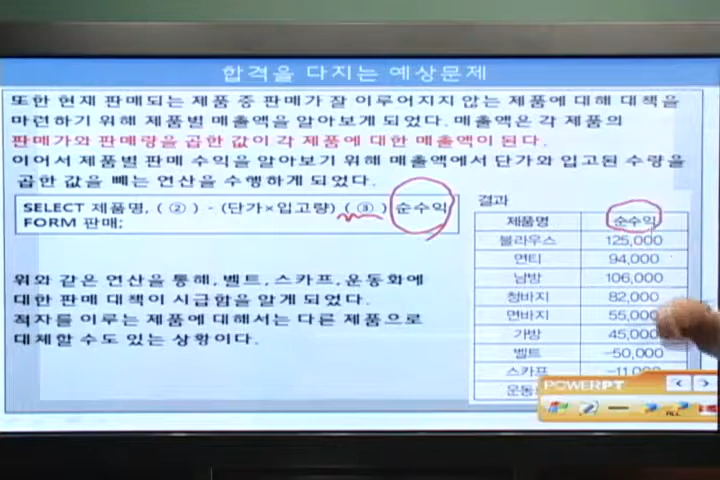 합격을 다지는 예상문제
또한 현재 판매되는 제품 중 판매가 잘 이루어지지 않는 제품에 대해 대책을
마련하기 위해 제품별 매출액을 알아보게 되었다. 매출액은 각 제품의
판매가와 판매량을 곱한 값이 각 제품에 대한 매출액이 된다.
이어서 제품별 판매 수익을 알아보기 위해 매출액에서 단가와 입고된 수량을
곱한 값을 빼는 연산을 수행하게 되었다.
SELECT 제품명, ( ② ) - (단가×입고량) ( ③ ) 순수익
FORM 판매;
위와 같은 연산을 통해, 벨트, 스카프, 운동화에
대한 판매 대책이 시급함을 알게 되었다.
적자를 이루는 제품에 대해서는 다른 제품으로
대체할 수도 있는 상황이다.
결과
제품명 순수익
블라우스 125,000
면티 94,000
남방 106,000
청바지 82,000
면바지 55,000
가방 45,000
벨트 -50,000
스카프 -11,000
POWERPT
ALL